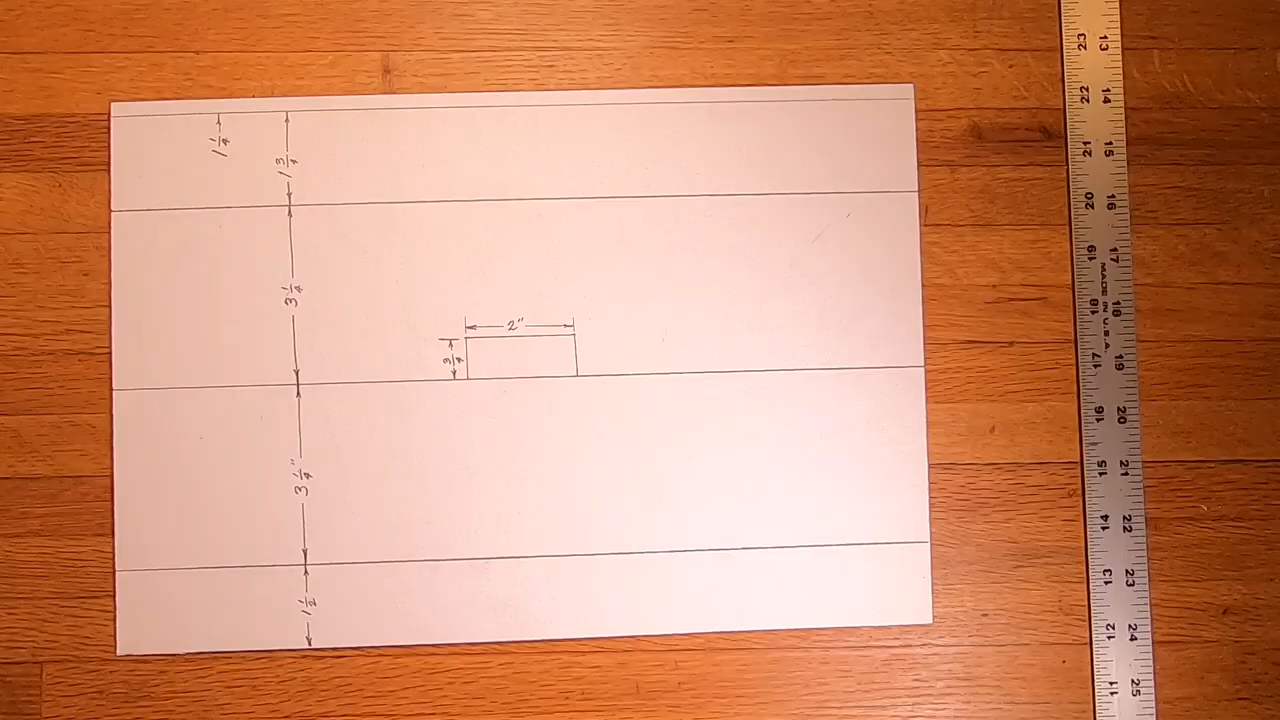 1 1/4
1 3/4
3 1/4
2"
3/4
3 1/4"
1 1/2
23 22 21 20 19 18 17 16 15 14 13 12 11
13 14 15 16 17 18 19 20 21 22 23 24 25
MADE IN U.S.A.